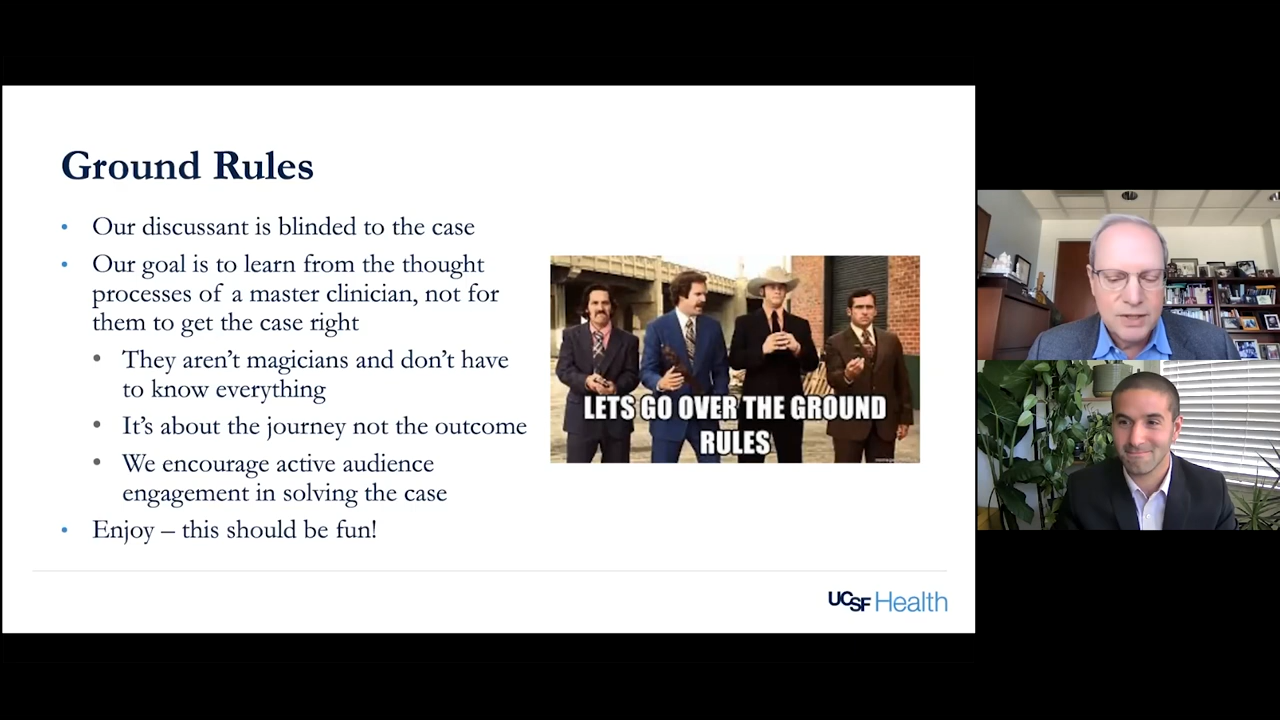 Ground Rules
• Our discussant is blinded to the case
• Our goal is to learn from the thought
processes of a master clinician, not for
them to get the case right
• They aren't magicians and don't have
to know everything
• It's about the journey not the outcome
• We encourage active audience
engagement in solving the case
• Enjoy – this should be fun!
LETS GO OVER THE GROUND
RULES
UCSF Health